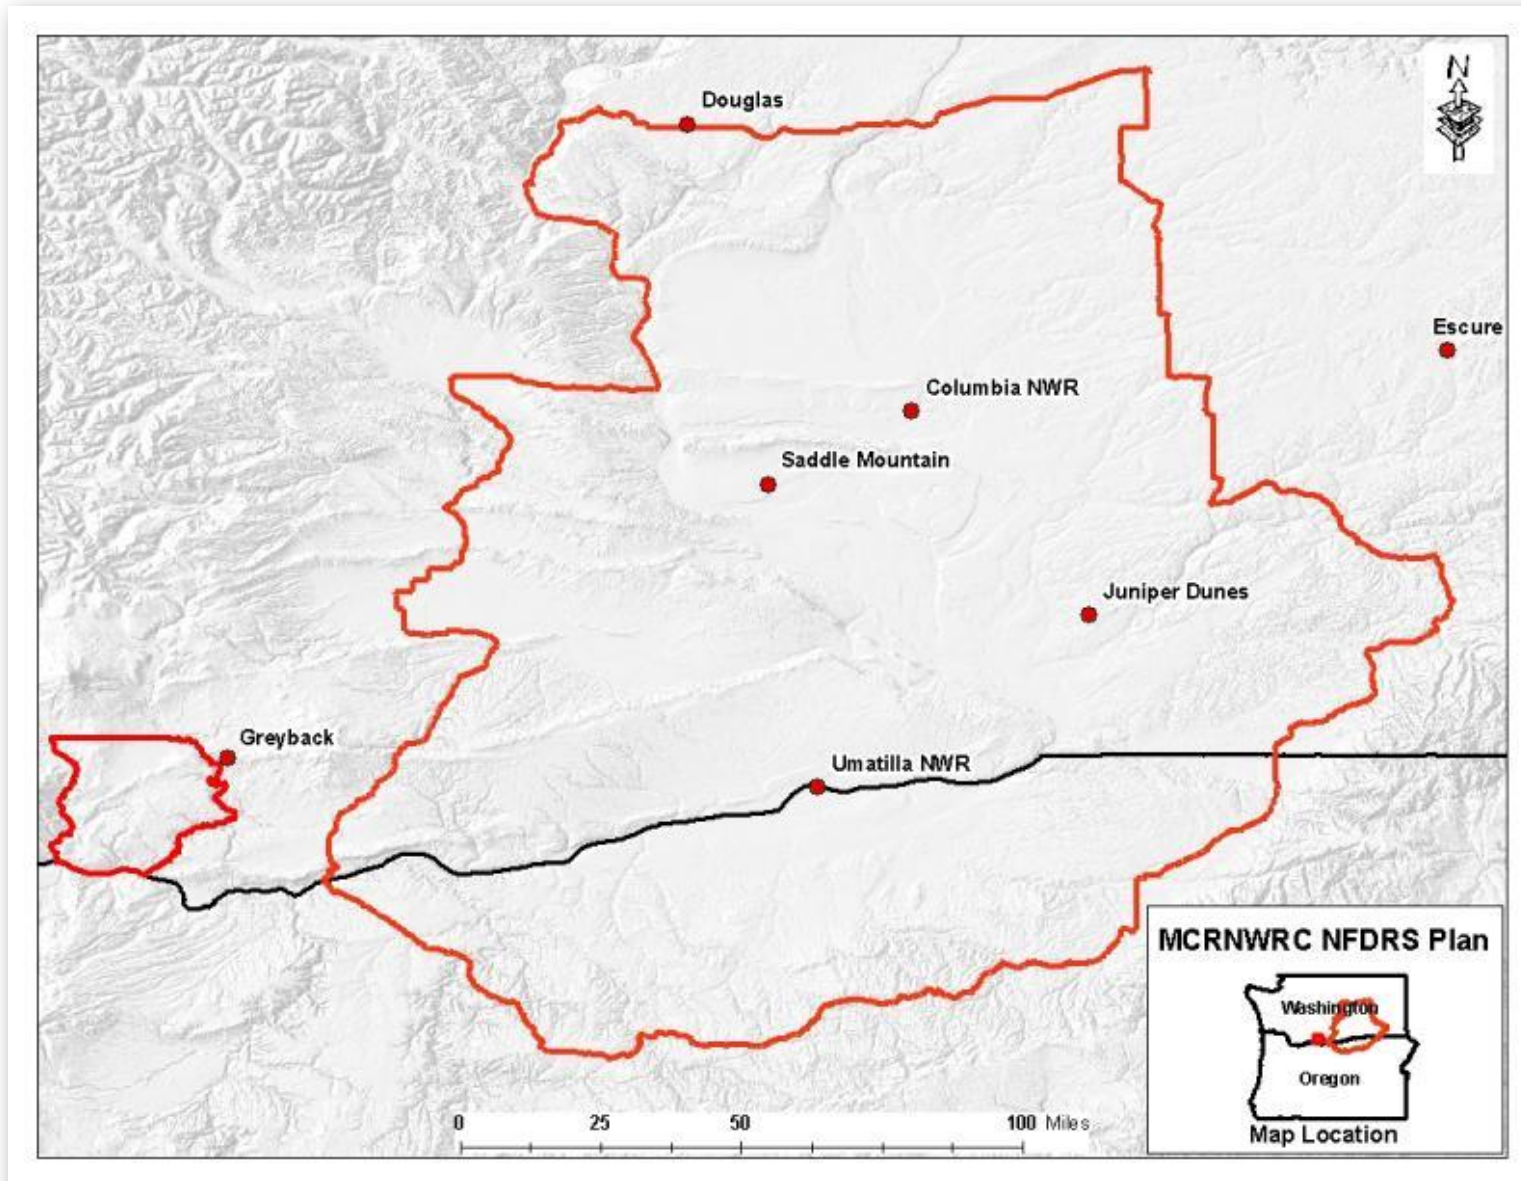 N
Douglas
Escure
Columbia NWR
Saddle Mountain
Juniper Dunes
Greyback
Umatilla NWR
MCRNWRC NFDRS Plan
Washington
Oregon
Map Location
0 25 50 100 Miles